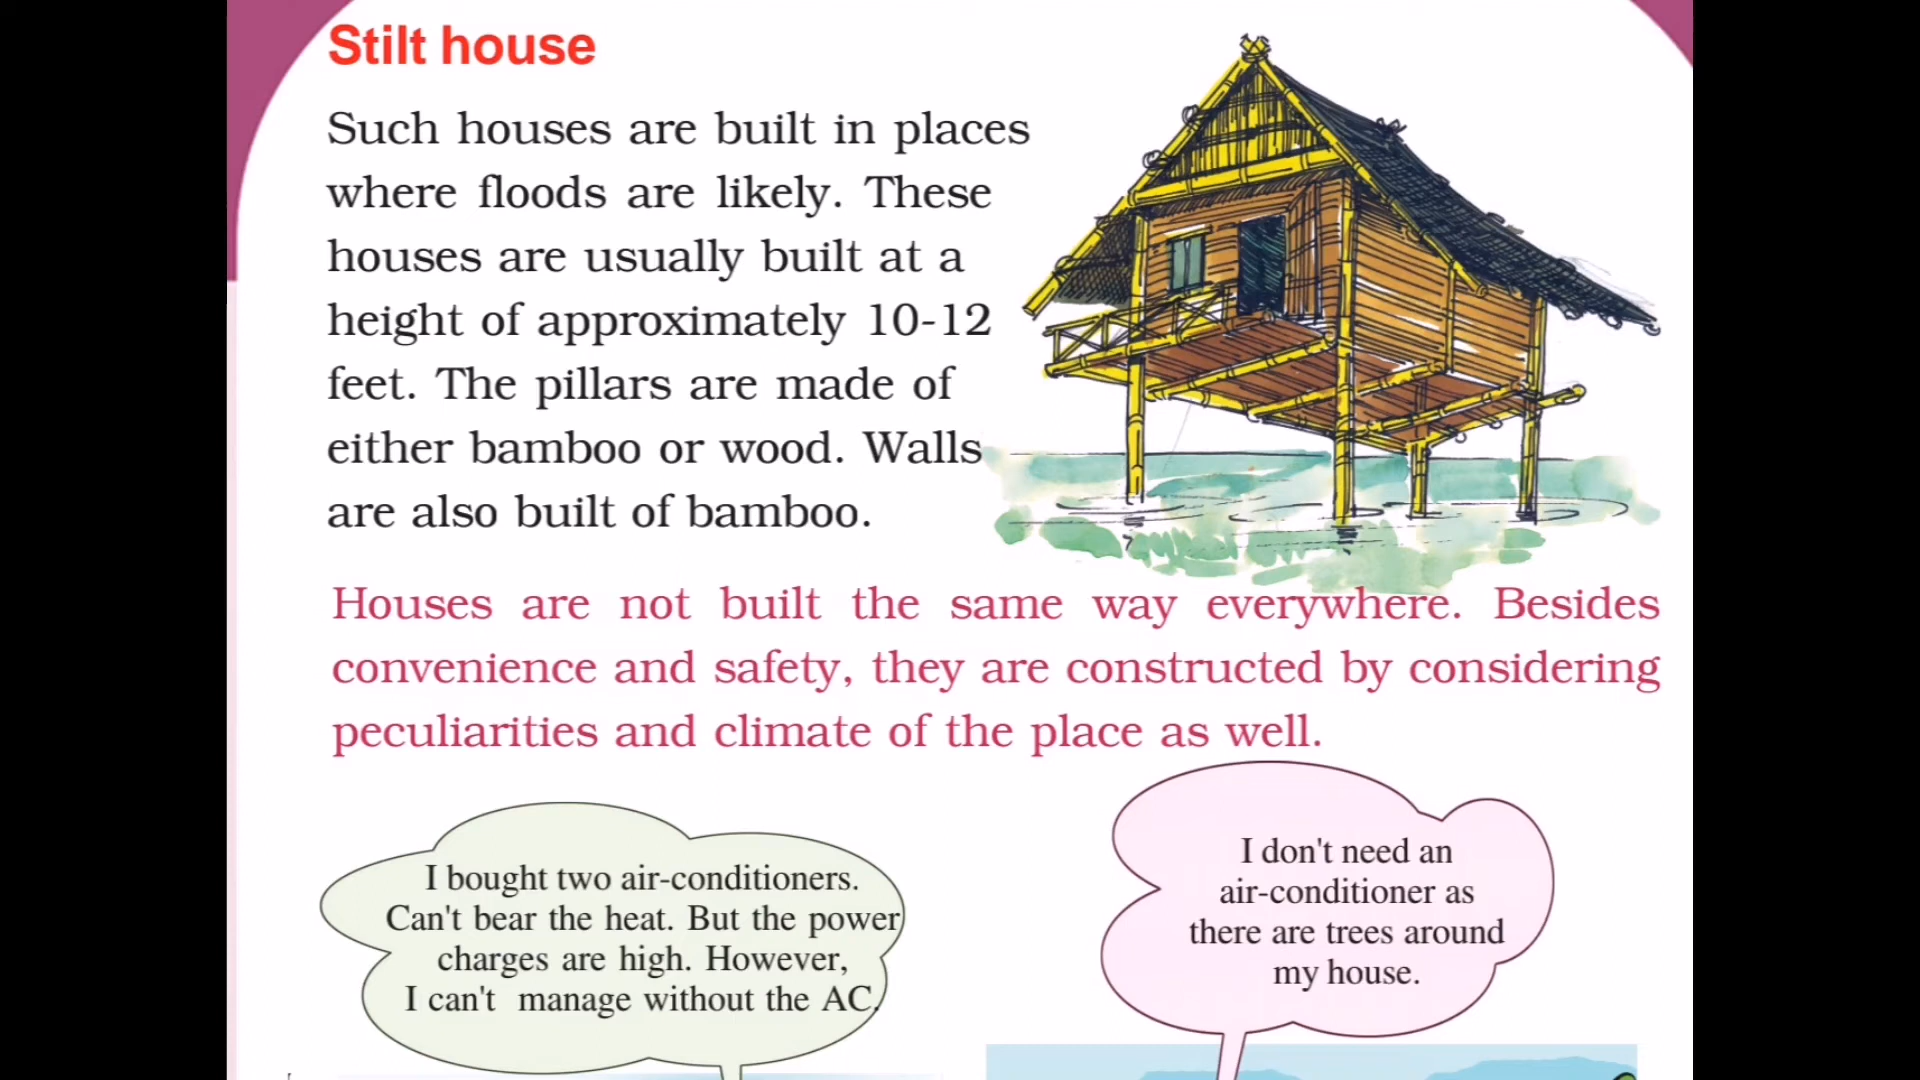 Stilt house
Such houses are built in places
where floods are likely. These
houses are usually built at a
height of approximately 10-12
feet. The pillars are made of
either bamboo or wood. Walls
are also built of bamboo.
Houses are not built the same way everywhere. Besides
convenience and safety, they are constructed by considering
peculiarities and climate of the place as well.
I bought two air-conditioners.
Can't bear the heat. But the power
charges are high. However,
I can't manage without the AC.
I don't need an
air-conditioner as
there are trees around
my house.